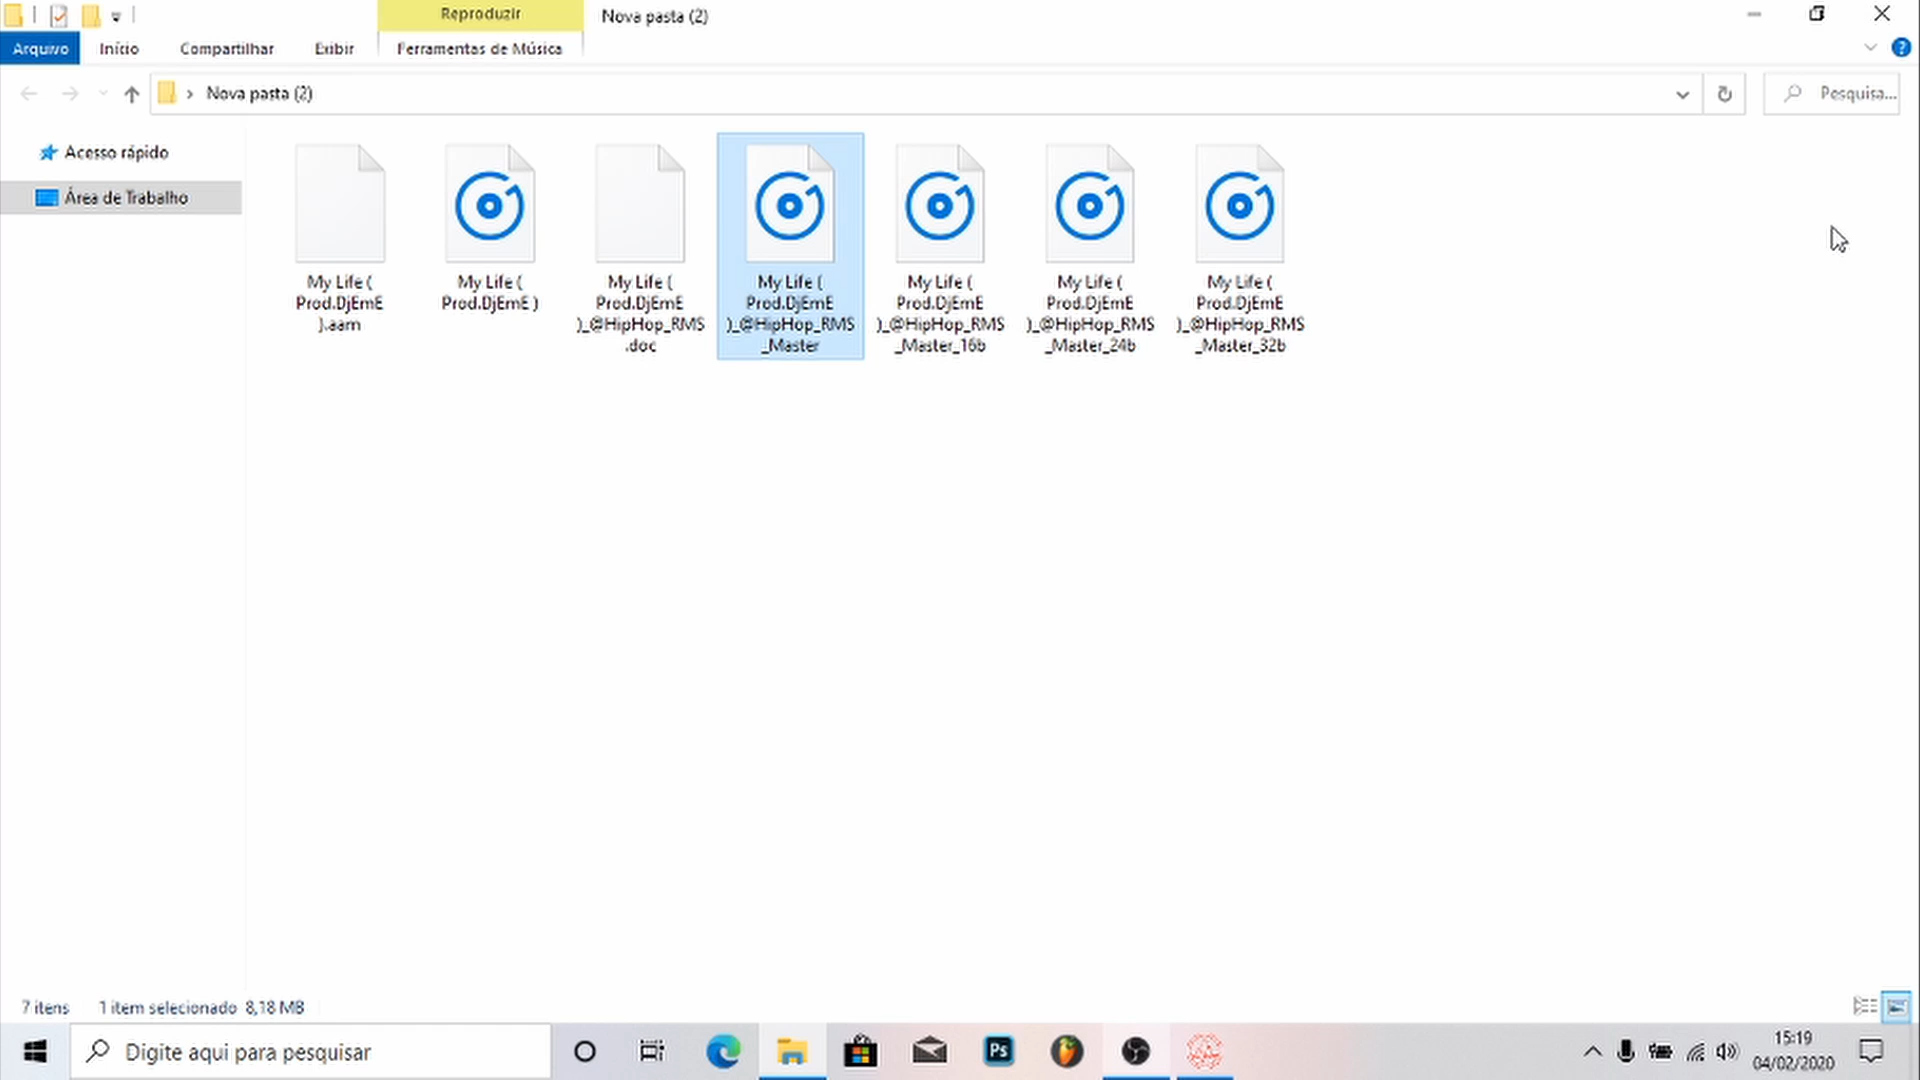 Reproduzir
Nova pasta (2)
Arquivo
Início
Compartilhar
Exibir
Ferramentas de Música
?
Nova pasta (2)
Pesquisa...
Acesso rápido
Área de Trabalho
My Life (
Prod.DjEmE
).aam
My Life (
Prod.DjEmE )
My Life (
Prod.DjEmE
)_@HipHop_RMS
.doc
My Life (
Prod.DjEmE
)_@HipHop_RMS
_Master
My Life (
Prod.DjEmE
)_@HipHop_RMS
_Master_16b
My Life (
Prod.DjEmE
)_@HipHop_RMS
_Master_24b
My Life (
Prod.DjEmE
)_@HipHop_RMS
_Master_32b
7 itens
1 item selecionado 8,18 MB
Digite aqui para pesquisar
Ps
15:19
04/02/2020